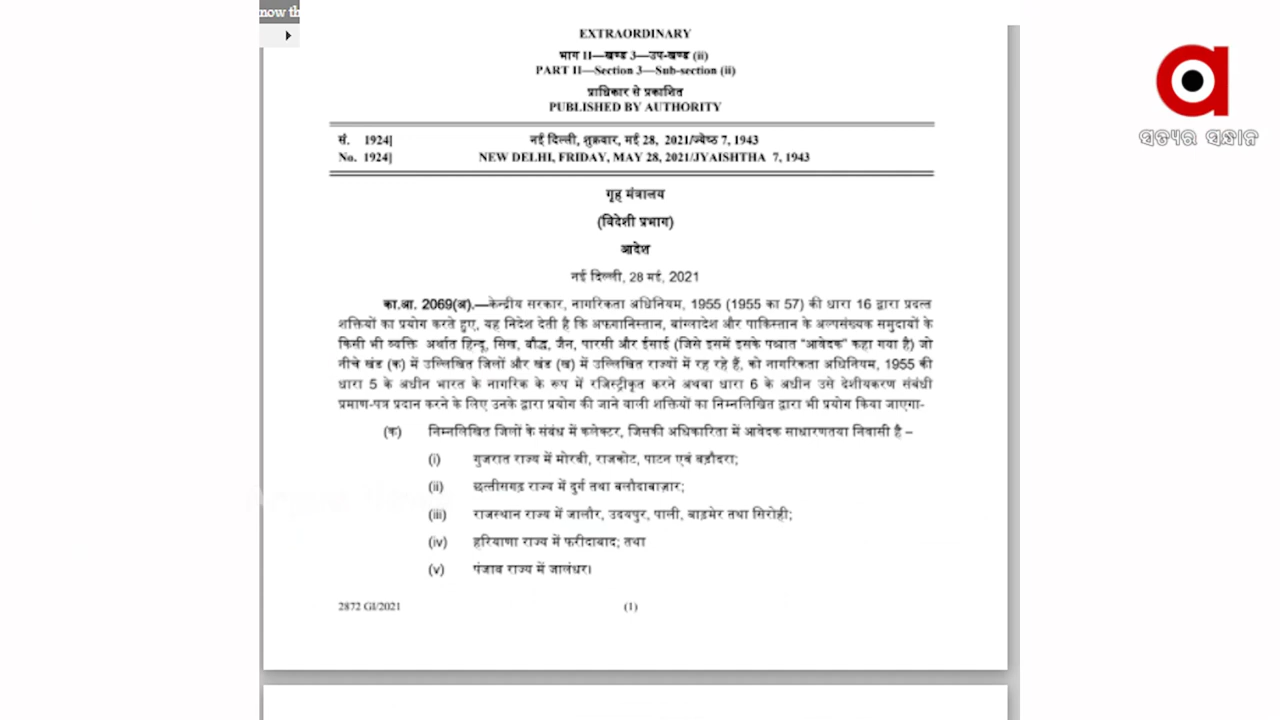 now th
EXTRAORDINARY
भाग II—खण्ड 3—उप-खण्ड (ii)
PART II—Section 3—Sub-section (ii)
प्राधिकार से प्रकाशित
PUBLISHED BY AUTHORITY
सं. 1924]
नई दिल्ली, शुक्रवार, मई 28, 2021/ज्येष्ठ 7, 1943
No. 1924]
NEW DELHI, FRIDAY, MAY 28, 2021/JYAISHTHA 7, 1943
ସତ୍ୟର ସନ୍ଧାନ
गृह मंत्रालय
(विदेशी प्रभाग)
आदेश
नई दिल्ली, 28 मई, 2021
का.आ. 2069(अ).—केन्द्रीय सरकार, नागरिकता अधिनियम, 1955 (1955 का 57) की धारा 16 द्वारा प्रदत्त
शक्तियों का प्रयोग करते हुए, यह निदेश देती है कि अफगानिस्तान, बांग्लादेश और पाकिस्तान के अल्पसंख्यक समुदायों के
किसी भी व्यक्ति अर्थात हिन्दू, सिख, बौद्ध, जैन, पारसी और ईसाई (जिसे इसमें इसके पश्चात "आवेदक" कहा गया है) जो
नीचे खंड (क) में उल्लिखित जिलों और खंड (ख) में उल्लिखित राज्यों में रह रहे हैं, को नागरिकता अधिनियम, 1955 की
धारा 5 के अधीन भारत के नागरिक के रूप में रजिस्ट्रीकृत करने अथवा धारा 6 के अधीन उसे देशीयकरण संबंधी
प्रमाण-पत्र प्रदान करने के लिए उनके द्वारा प्रयोग की जाने वाली शक्तियों का निम्नलिखित द्वारा भी प्रयोग किया जाएगा-
(क) निम्नलिखित जिलों के संबंध में कलेक्टर, जिसकी अधिकारिता में आवेदक साधारणतया निवासी है –
(i) गुजरात राज्य में मोरबी, राजकोट, पाटन एवं बड़ौदरा;
(ii) छत्तीसगढ़ राज्य में दुर्ग तथा बलौदाबाज़ार;
(iii) राजस्थान राज्य में जालौर, उदयपुर, पाली, बाड़मेर तथा सिरोही;
(iv) हरियाणा राज्य में फरीदाबाद; तथा
(v) पंजाब राज्य में जालंधर।
2872 GI/2021
(1)